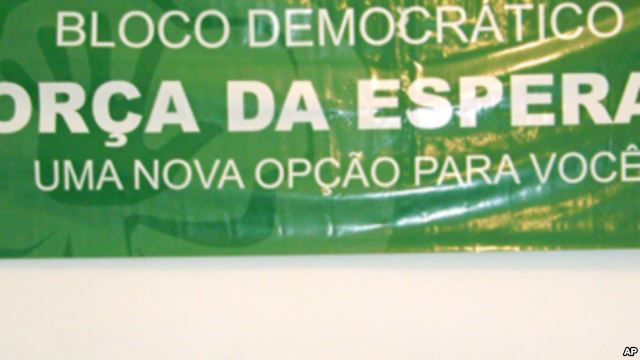 BLOCO DEMOCRÁTICO
ORÇA DA ESPERA
UMA NOVA OPÇÃO PARA VOCÊ
AP